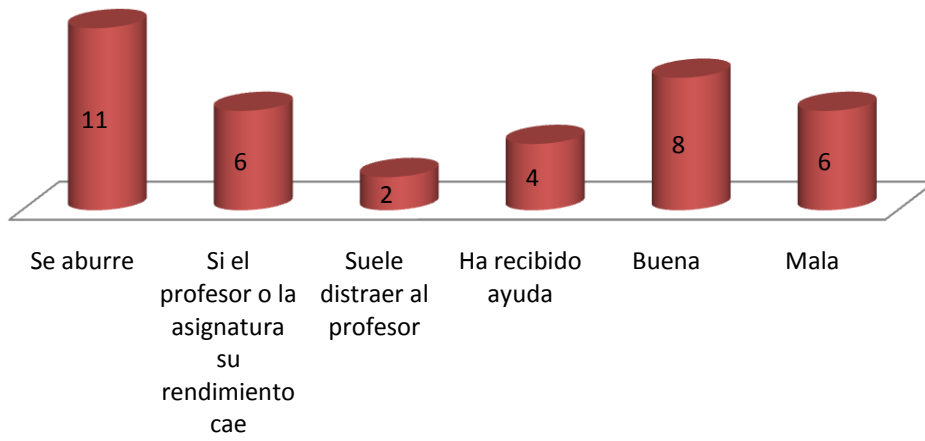 11
6
2
4
8
6
Se aburre
Si el
profesor o la
asignatura
su
rendimiento
cae
Suele
distraer al
profesor
Ha recibido
ayuda
Buena
Mala